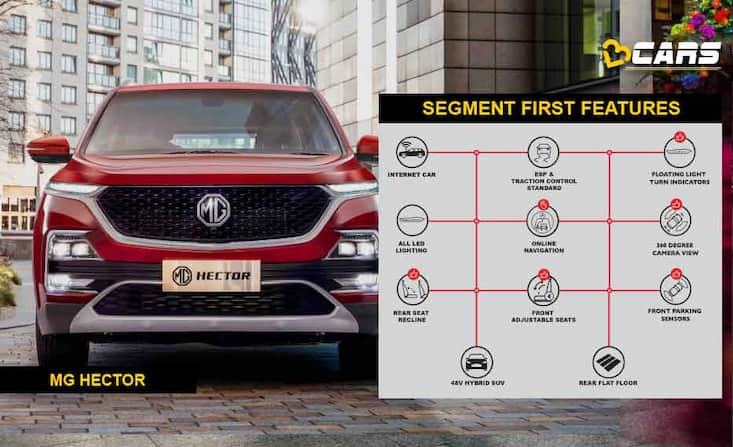 CARS
SEGMENT FIRST FEATURES
INTERNET CAR
ESP &
TRACTION CONTROL
STANDARD
FLOATING LIGHT
TURN INDICATORS
ALL LED
LIGHTING
ONLINE
NAVIGATION
360 DEGREE
CAMERA VIEW
REAR SEAT
RECLINE
FRONT
ADJUSTABLE SEATS
FRONT PARKING
SENSORS
48V HYBRID SUV
REAR FLAT FLOOR
MG
MG HECTOR
MG HECTOR